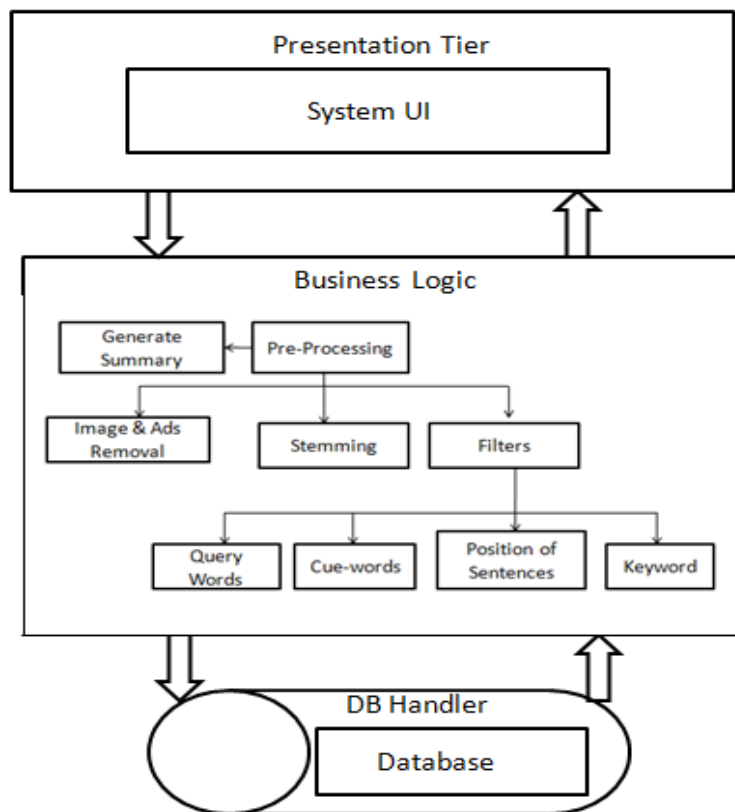 Presentation Tier
System UI
Business Logic
Generate
Summary
Pre-Processing
Image & Ads
Removal
Stemming
Filters
Query
Words
Cue-words
Position of
Sentences
Keyword
DB Handler
Database